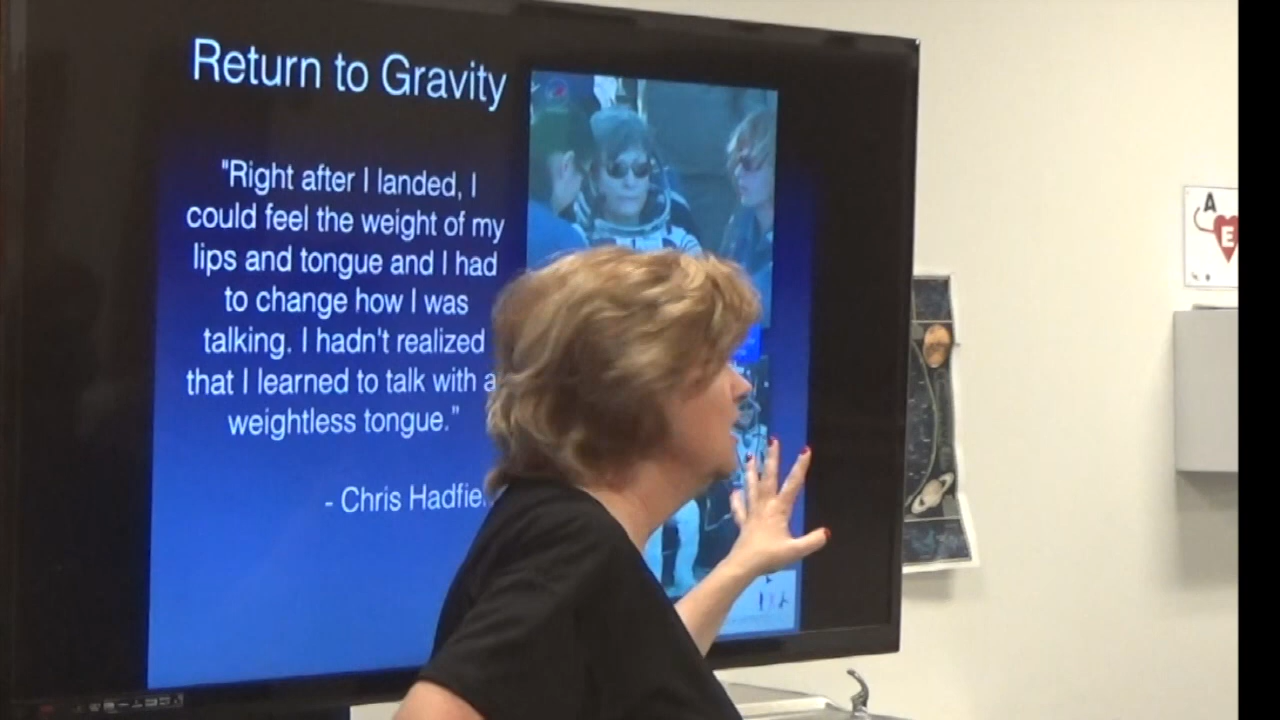 Return to Gravity
"Right after I landed, I
could feel the weight of my
lips and tongue and I had
to change how I was
talking. I hadn't realized
that I learned to talk with a
weightless tongue."
- Chris Hadfie
A
E